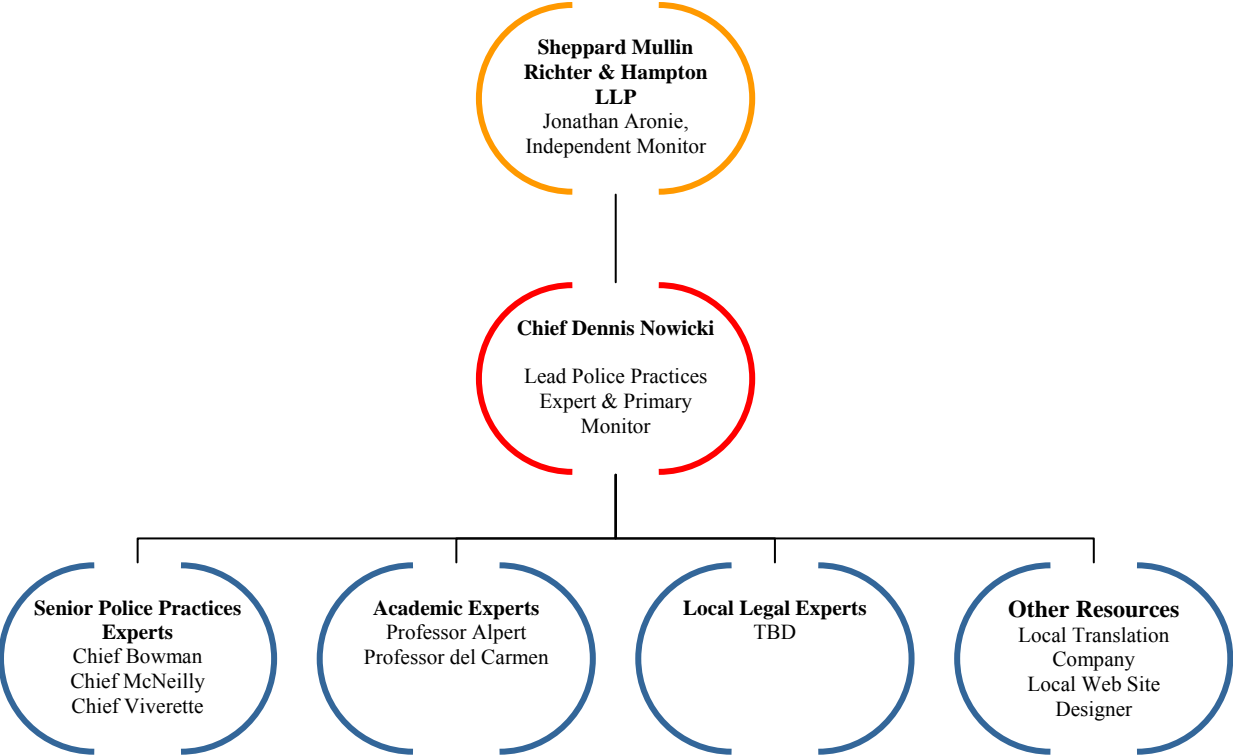 Sheppard Mullin
Richter & Hampton
LLP
Jonathan Aronie,
Independent Monitor
Chief Dennis Nowicki
Lead Police Practices
Expert & Primary
Monitor
Senior Police Practices
Experts
Chief Bowman
Chief McNeilly
Chief Viverette
Academic Experts
Professor Alpert
Professor del Carmen
Local Legal Experts
TBD
Other Resources
Local Translation
Company
Local Web Site
Designer